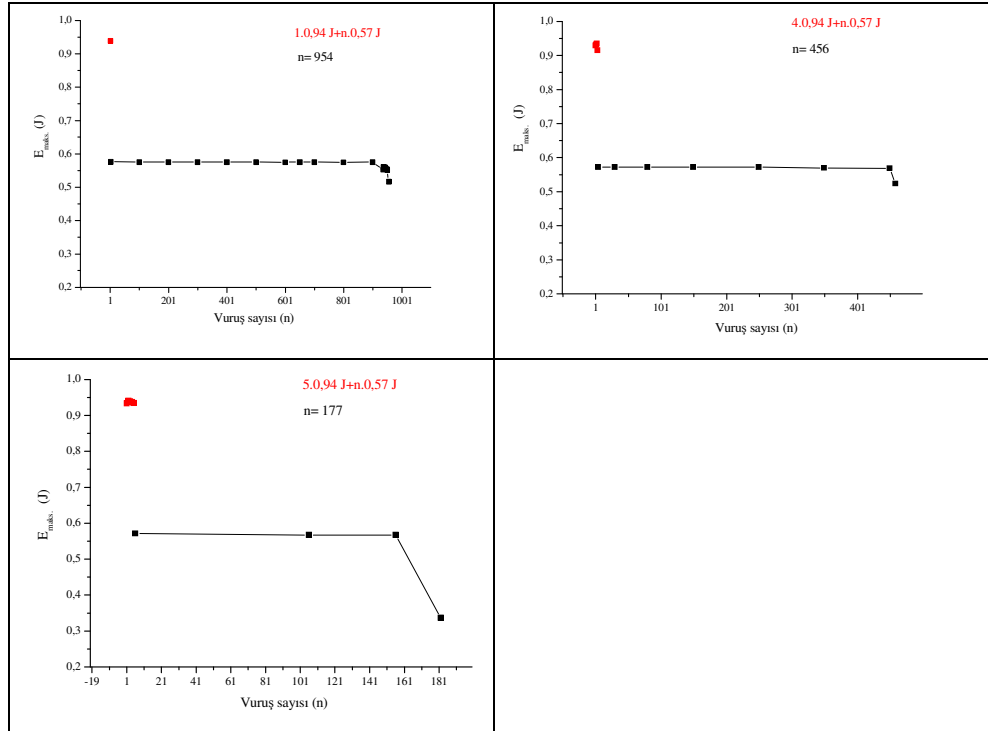 1.0,94 J+n.0,57 J
n= 954
1,0
0,9
0,8
0,7
0,6
0,5
0,4
0,3
0,2
E maks. (J)
1 201 401 601 801 1001
Vuruş sayısı (n)
4.0,94 J+n.0,57 J
n= 456
1,0
0,9
0,8
0,7
0,6
0,5
0,4
0,3
0,2
E maks. (J)
1 101 201 301 401
Vuruş sayısı (n)
5.0,94 J+n.0,57 J
n= 177
1,0
0,9
0,8
0,7
0,6
0,5
0,4
0,3
0,2
E maks. (J)
-19 1 21 41 61 81 101 121 141 161 181
Vuruş sayısı (n)